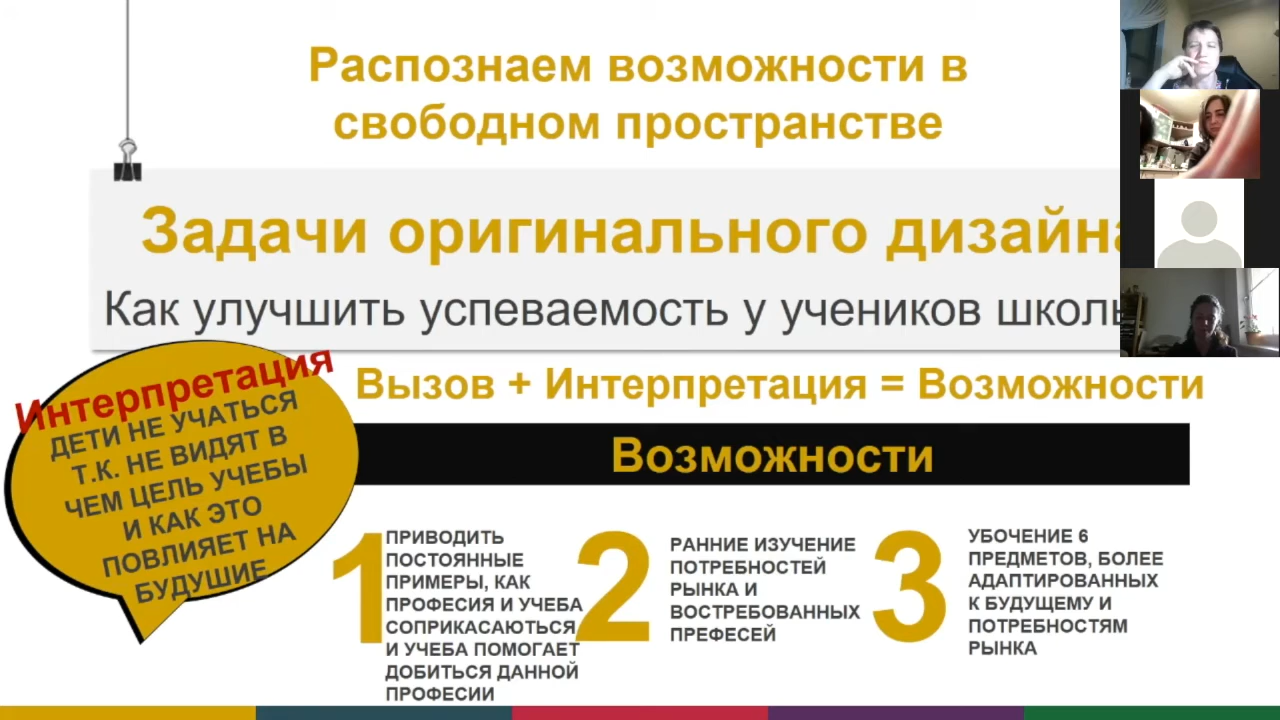 Распознаем возможности в
свободном пространстве
Задачи оригинального дизайна
Как улучшить успеваемость у учеников школы
Интерпретация
ДЕТИ НЕ УЧАТЬСЯ
Т.К. НЕ ВИДЯТ В
ЧЕМ ЦЕЛЬ УЧЕБЫ
И КАК ЭТО
ПОВЛИЯЕТ НА
БУДУШИЕ
Вызов + Интерпретация = Возможности
Возможности
1
ПРИВОДИТЬ
ПОСТОЯННЫЕ
ПРИМЕРЫ, КАК
ПРОФЕСИЯ И УЧЕБА
СОПРИКАСАЮТЬСЯ
И УЧЕБА ПОМОГАЕТ
ДОБИТЬСЯ ДАННОЙ
ПРОФЕСИИ
2
РАННИЕ ИЗУЧЕНИЕ
ПОТРЕБНОСТЕЙ
РЫНКА И
ВОСТРЕБОВАННЫХ
ПРЕФЕСЕЙ
3
УБОЧЕНИЕ 6
ПРЕДМЕТОВ, БОЛЕЕ
АДАПТИРОВАННЫХ
К БУДУЩЕМУ И
ПОТРЕБНОСТЯМ
РЫНКА